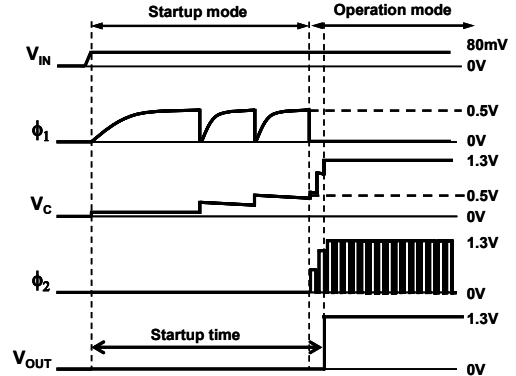 Startup mode
Operation mode
V_IN
80mV
0V
ϕ₁
0.5V
0V
1.3V
V_C
0.5V
0V
ϕ₂
1.3V
0V
Startup time
1.3V
V_OUT
0V